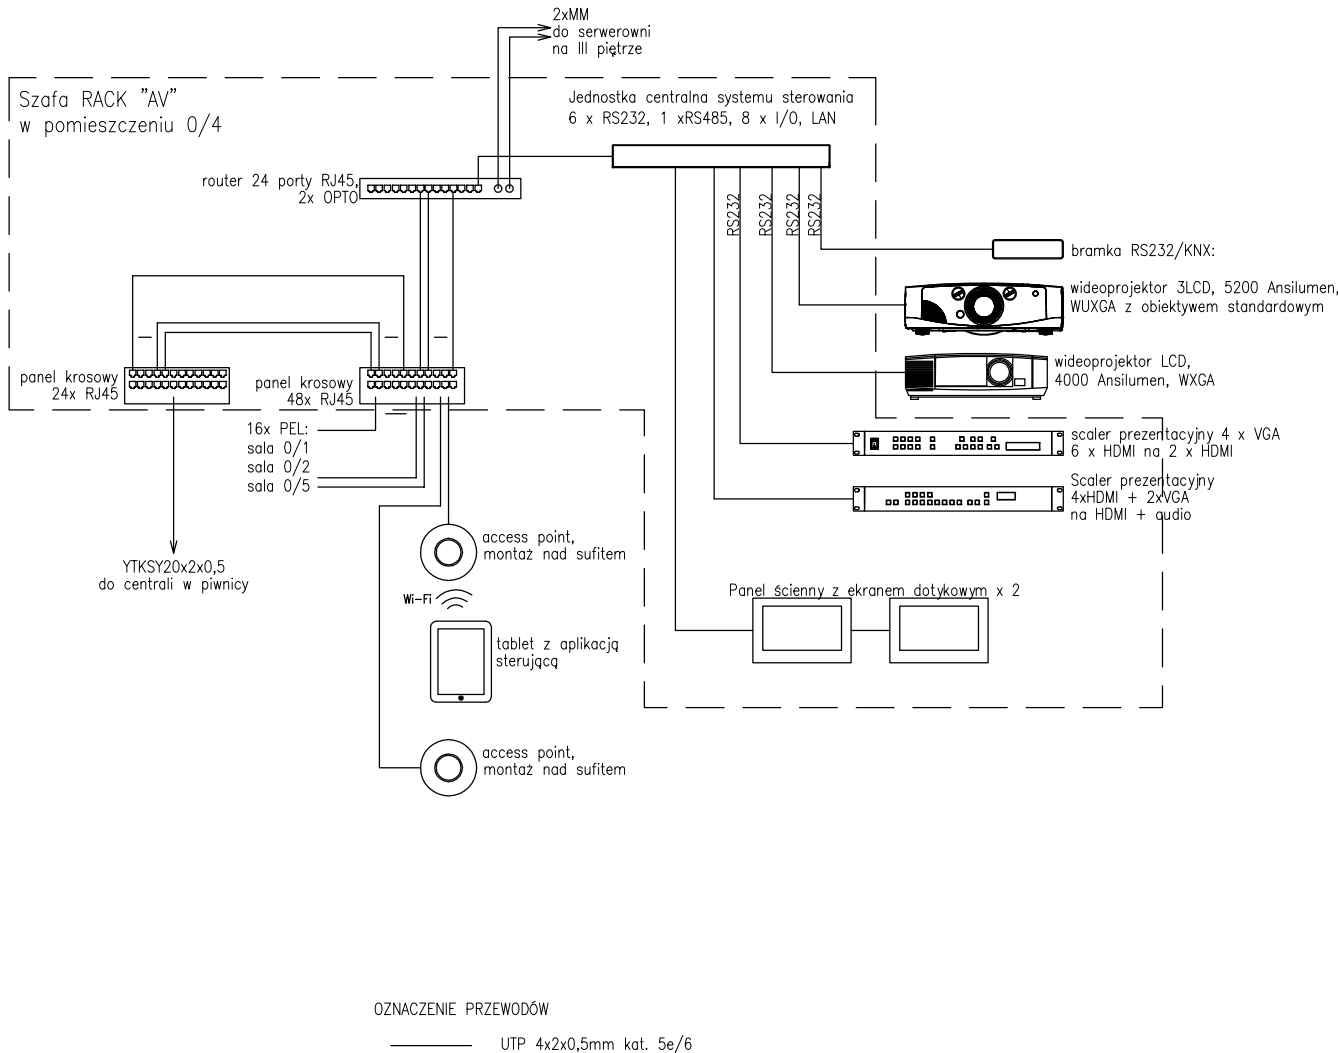 2xMM
do serwerowni
na III piętrze
Szafa RACK "AV"
w pomieszczeniu 0/4
Jednostka centralna systemu sterowania
6 x RS232, 1 xRS485, 8 x I/O, LAN
router 24 porty RJ45,
2x OPTO
RS232
RS232
RS232
RS232
bramka RS232/KNX:
wideoprojektor 3LCD, 5200 Ansilumen,
WUXGA z obiektywem standardowym
wideoprojektor LCD,
4000 Ansilumen, WXGA
panel krosowy
24x RJ45
panel krosowy
48x RJ45
16x PEL:
sala 0/1
sala 0/2
sala 0/5
scaler prezentacyjny 4 x VGA
6 x HDMI na 2 x HDMI
Scaler prezentacyjny
4xHDMI + 2xVGA
na HDMI + audio
access point,
montaż nad sufitem
YTKSY20x2x0,5
do centrali w piwnicy
Wi-Fi
Panel ścienny z ekranem dotykowym x 2
tablet z aplikacją
sterującą
access point,
montaż nad sufitem
OZNACZENIE PRZEWODÓW
UTP 4x2x0,5mm kat. 5e/6